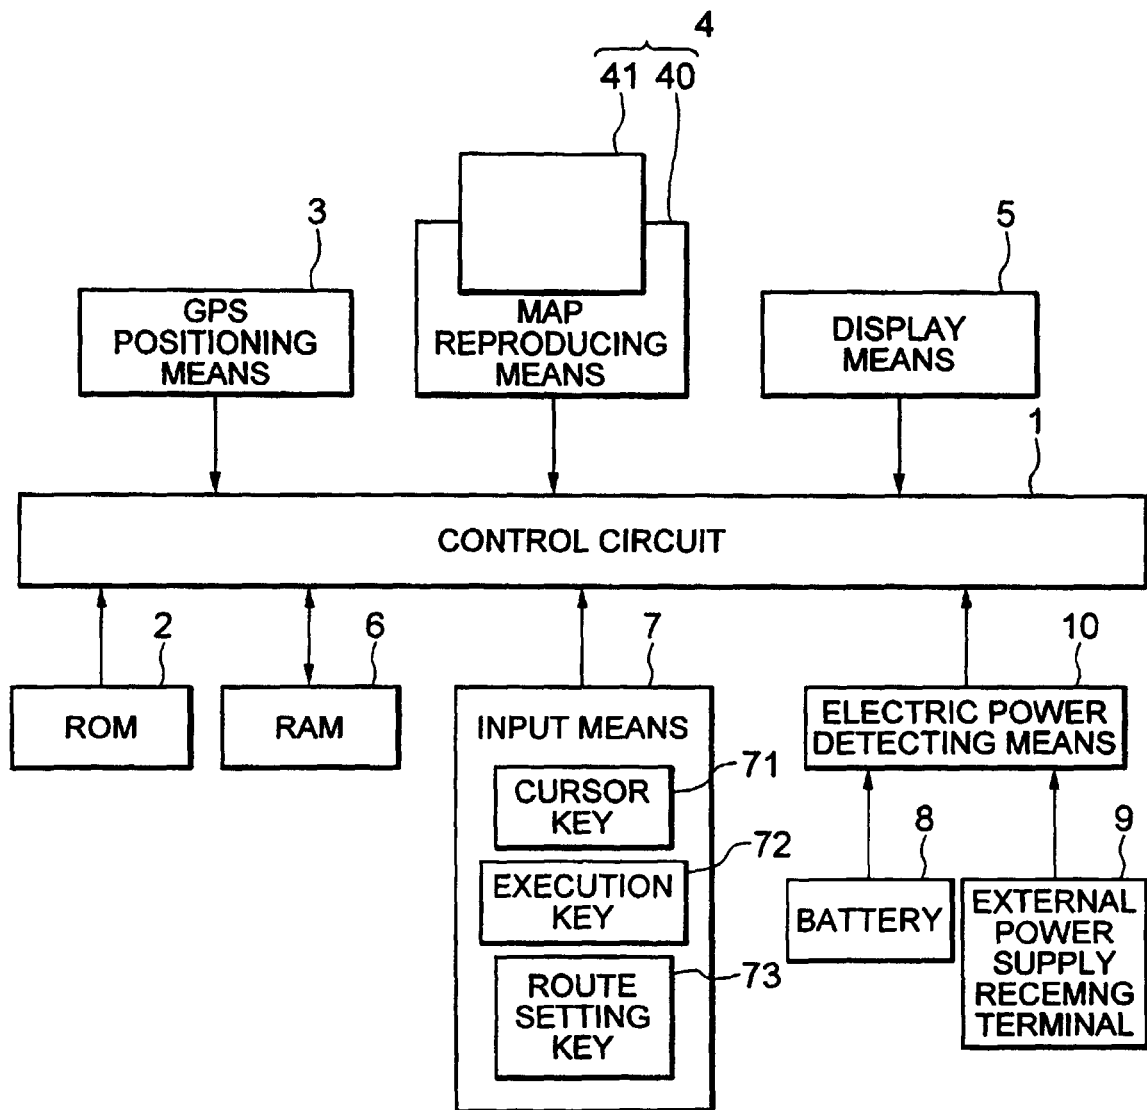 4
41 40
3
5
GPS
POSITIONING
MEANS
MAP
REPRODUCING
MEANS
DISPLAY
MEANS
1
CONTROL CIRCUIT
2
6
7
10
ROM
RAM
INPUT MEANS
ELECTRIC POWER
DETECTING MEANS
71
CURSOR
KEY
72
EXECUTION
KEY
73
ROUTE
SETTING
KEY
8
9
BATTERY
EXTERNAL
POWER
SUPPLY
RECEMNG
TERMINAL